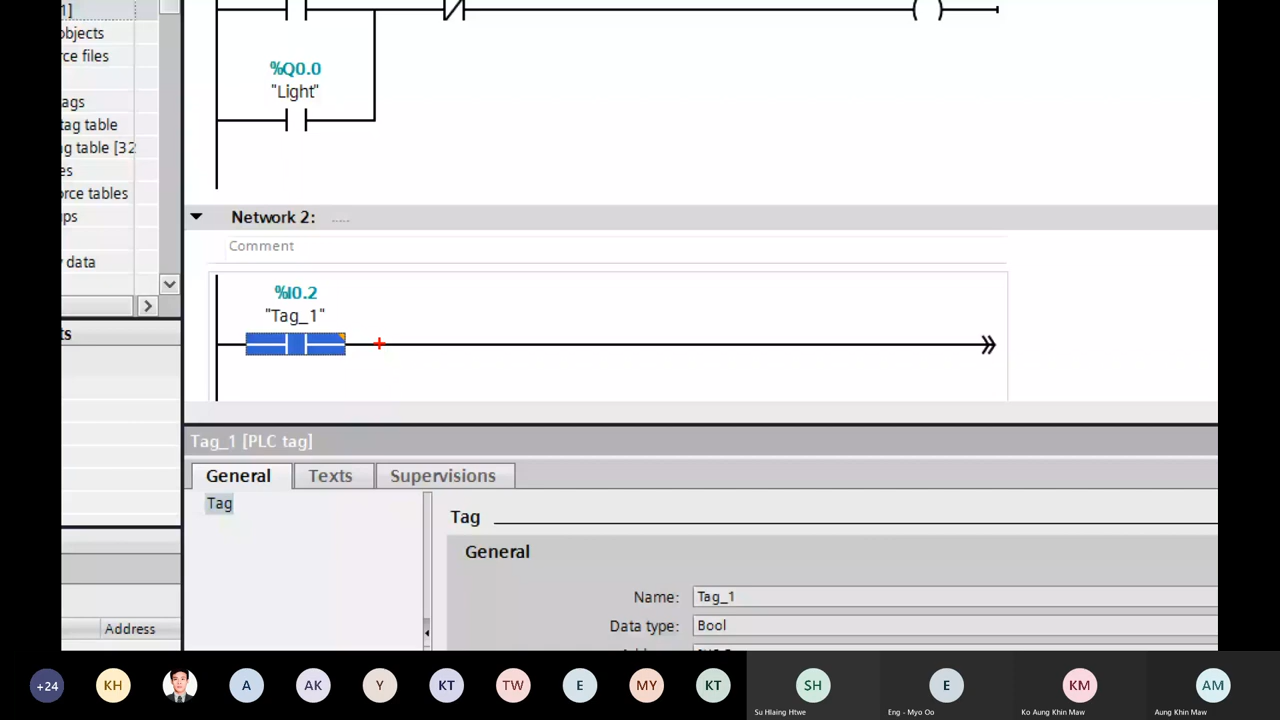 1]
objects
rce files
ags
tag table
g table [32
es
orce tables
ups
y data
ts
Address
%Q0.0
"Light"
Network 2: .....
Comment
%I0.2
"Tag_1"
Tag_1 [PLC tag]
General Texts Supervisions
Tag
Tag
General
Name: Tag_1
Data type: Bool
+24 KH A AK Y KT TW E MY KT SH E KM AM
Su Hlaing Htwe Eng - Myo Oo Ko Aung Khin Maw Aung Khin Maw